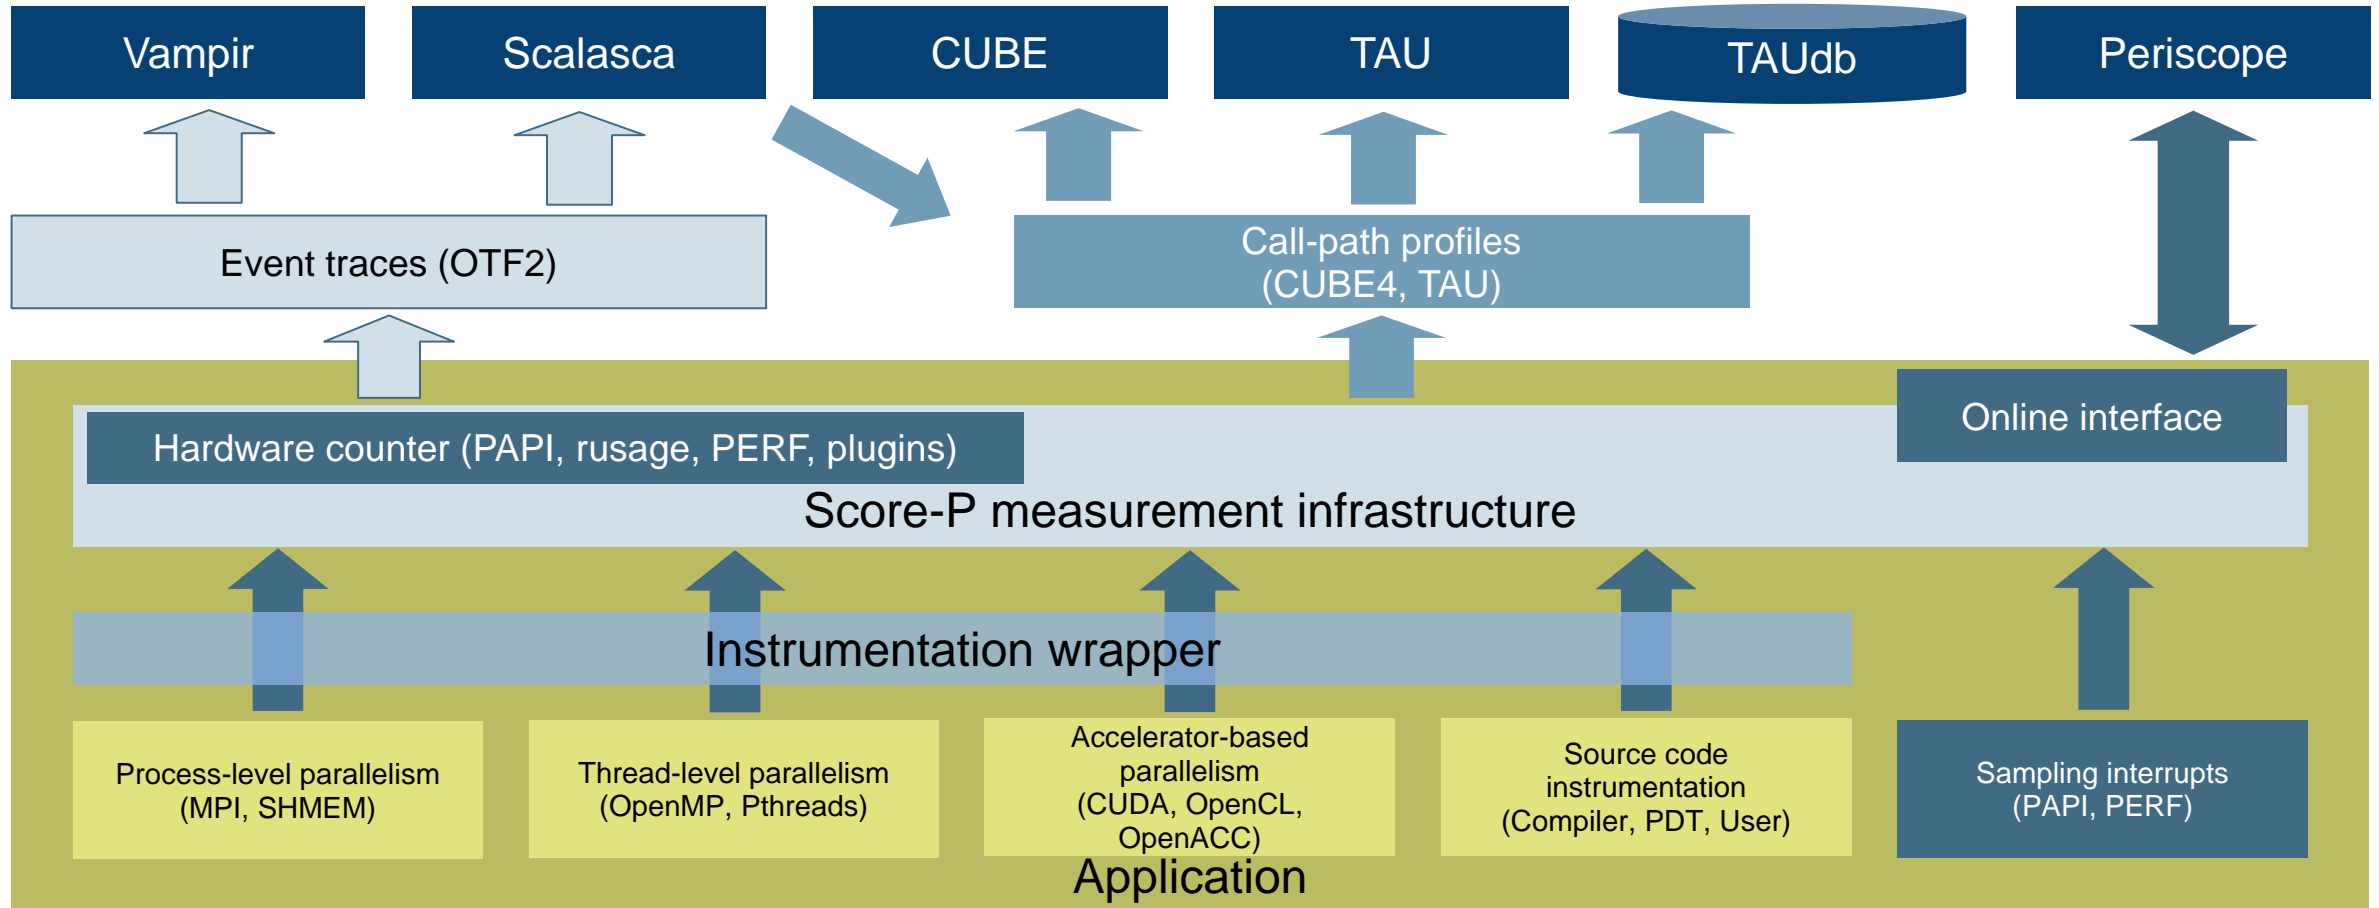 Vampir
Scalasca
CUBE
TAU
TAUdb
Periscope
Event traces (OTF2)
Call-path profiles
(CUBE4, TAU)
Online interface
Hardware counter (PAPI, rusage, PERF, plugins)
Score-P measurement infrastructure
Instrumentation wrapper
Process-level parallelism
(MPI, SHMEM)
Thread-level parallelism
(OpenMP, Pthreads)
Accelerator-based
parallelism
(CUDA, OpenCL,
OpenACC)
Source code
instrumentation
(Compiler, PDT, User)
Sampling interrupts
(PAPI, PERF)
Application